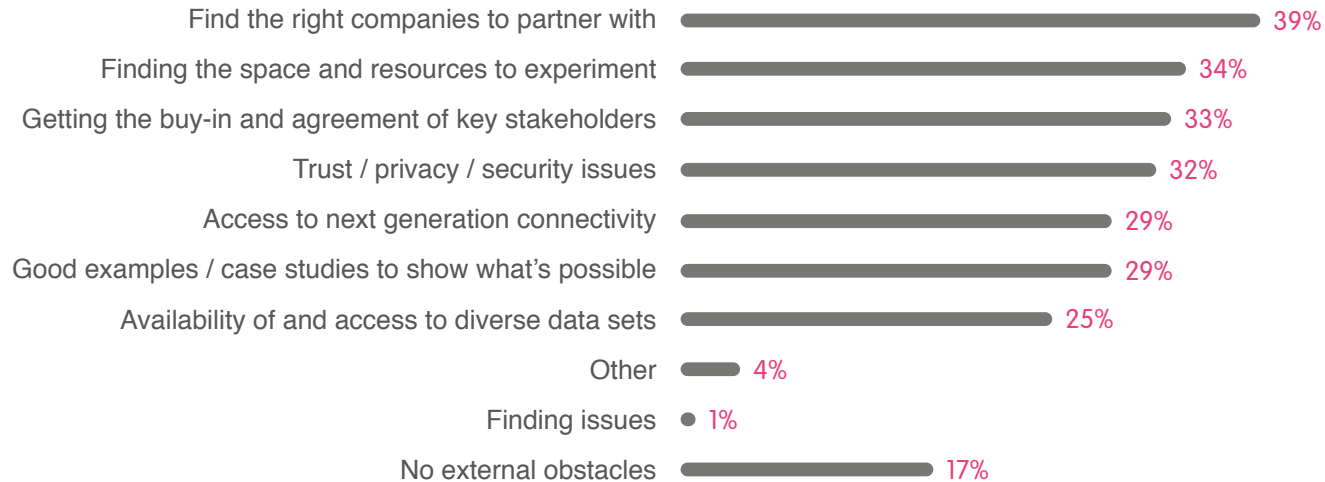 Find the right companies to partner with 39%
Finding the space and resources to experiment 34%
Getting the buy-in and agreement of key stakeholders 33%
Trust / privacy / security issues 32%
Access to next generation connectivity 29%
Good examples / case studies to show what’s possible 29%
Availability of and access to diverse data sets 25%
Other 4%
Finding issues 1%
No external obstacles 17%